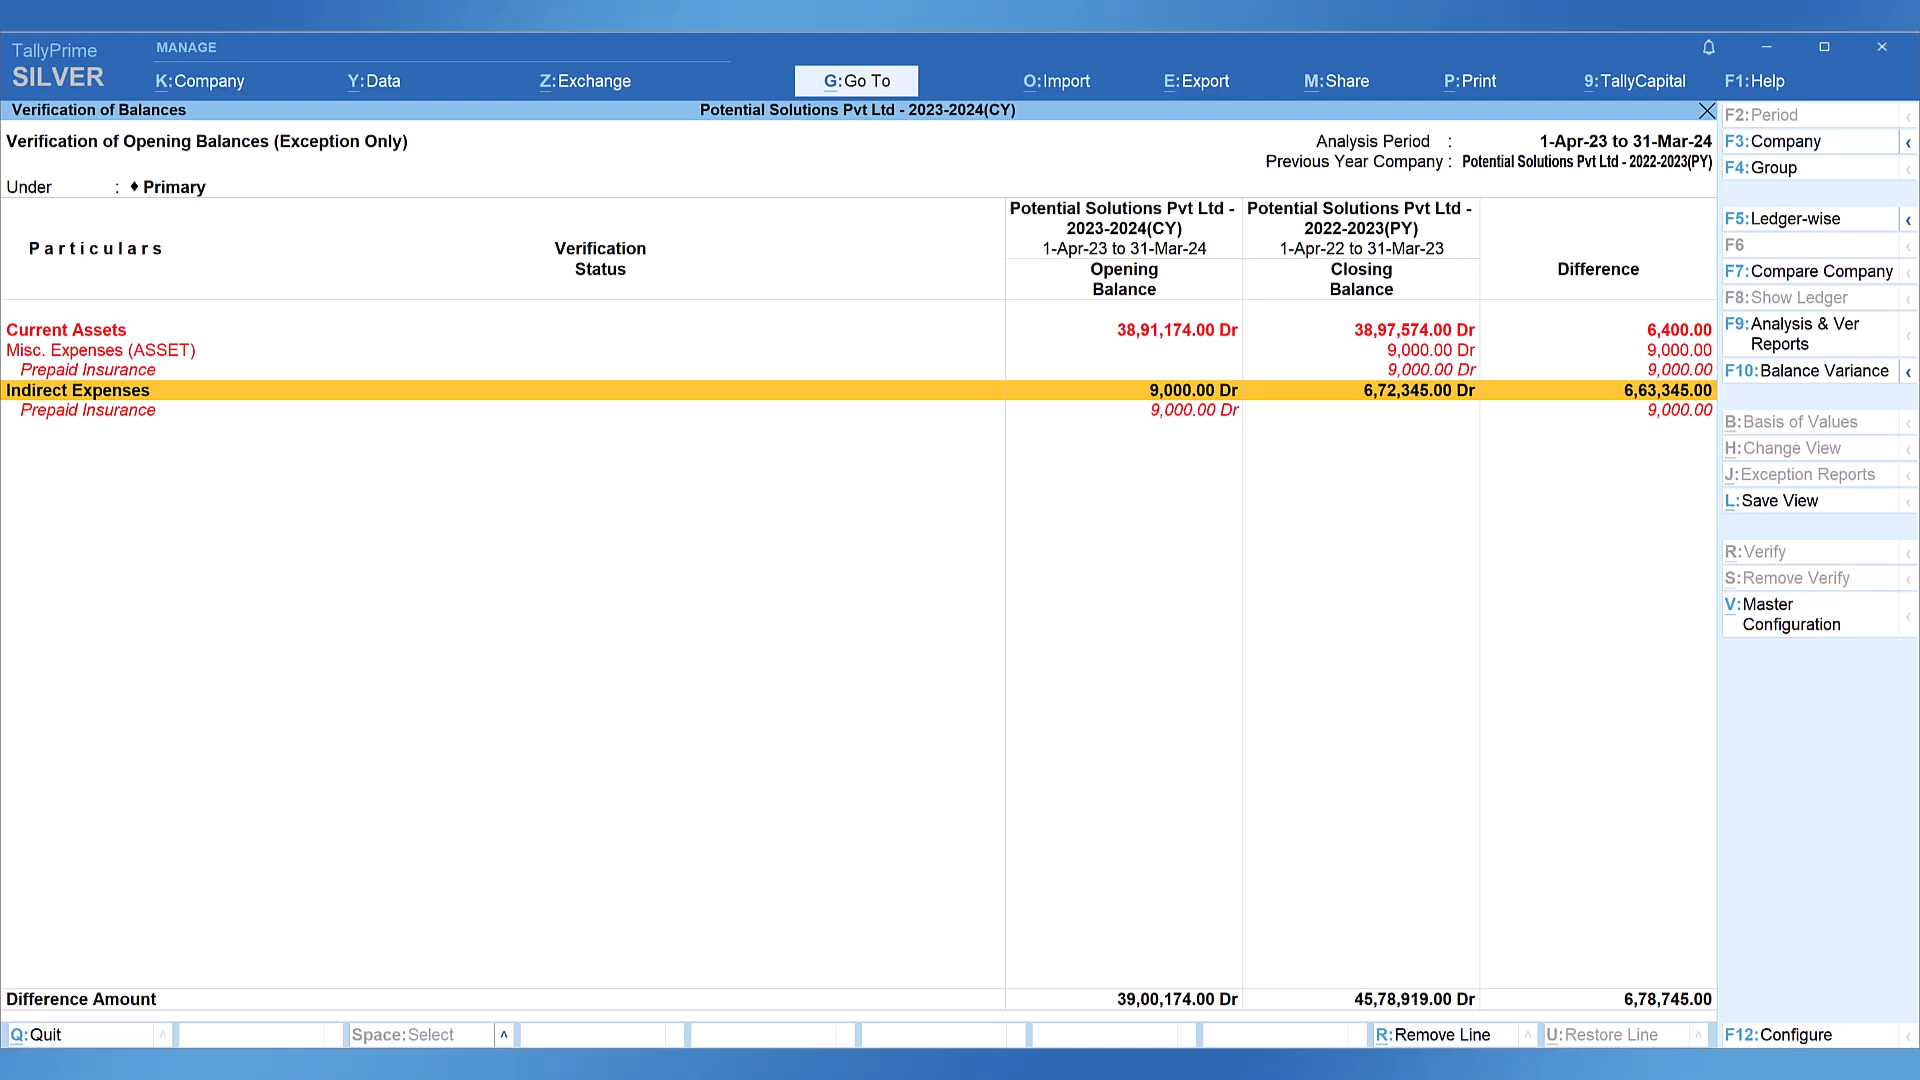 TallyPrime
SILVER
MANAGE
K:Company Y:Data Z:Exchange G:Go To O:Import E:Export M:Share P:Print 9:TallyCapital F1:Help
Verification of Balances Potential Solutions Pvt Ltd - 2023-2024(CY)
Verification of Opening Balances (Exception Only)
Analysis Period : 1-Apr-23 to 31-Mar-24
Previous Year Company : Potential Solutions Pvt Ltd - 2022-2023(PY)
Under : ♦ Primary
Particulars
Verification
Status
Potential Solutions Pvt Ltd -
2023-2024(CY)
1-Apr-23 to 31-Mar-24
Opening
Balance
Potential Solutions Pvt Ltd -
2022-2023(PY)
1-Apr-22 to 31-Mar-23
Closing
Balance
Difference
Current Assets 38,91,174.00 Dr 38,97,574.00 Dr 6,400.00
Misc. Expenses (ASSET) 9,000.00 Dr 9,000.00
Prepaid Insurance 9,000.00 Dr 9,000.00
Indirect Expenses 9,000.00 Dr 6,72,345.00 Dr 6,63,345.00
Prepaid Insurance 9,000.00 Dr 9,000.00
Difference Amount 39,00,174.00 Dr 45,78,919.00 Dr 6,78,745.00
F2:Period
F3:Company
F4:Group
F5:Ledger-wise
F6
F7:Compare Company
F8:Show Ledger
F9:Analysis & Ver
Reports
F10:Balance Variance
B:Basis of Values
H:Change View
J:Exception Reports
L:Save View
R:Verify
S:Remove Verify
V:Master
Configuration
Q:Quit Space:Select R:Remove Line U:Restore Line F12:Configure